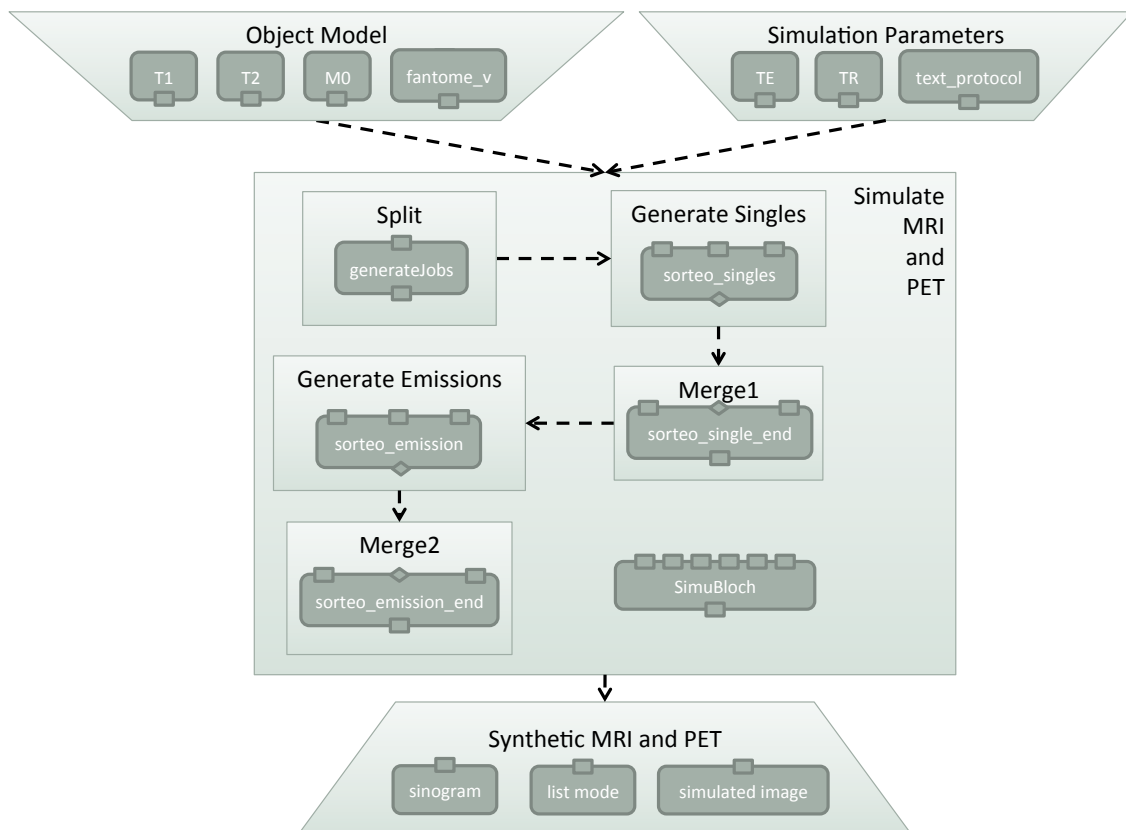 Object Model
T1
T2
M0
fantome_v
Simulation Parameters
TE
TR
text_protocol
Simulate
MRI
and
PET
Split
generateJobs
Generate Singles
sorteo_singles
Generate Emissions
sorteo_emission
Merge1
sorteo_single_end
Merge2
sorteo_emission_end
SimuBloch
Synthetic MRI and PET
sinogram
list mode
simulated image